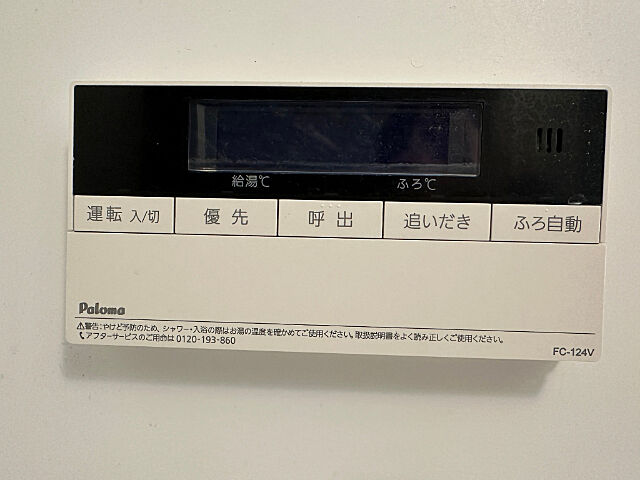 給湯℃ ふろ℃
運転 入/切 優先 呼出 追いだき ふろ自動
Paloma
⚠警告:やけど予防のため、シャワー・入浴の際はお湯の温度を確かめてご使用ください。取扱説明書をよく読み正しくご使用ください。
アフターサービスのご用命は 0120-193-860
FC-124V